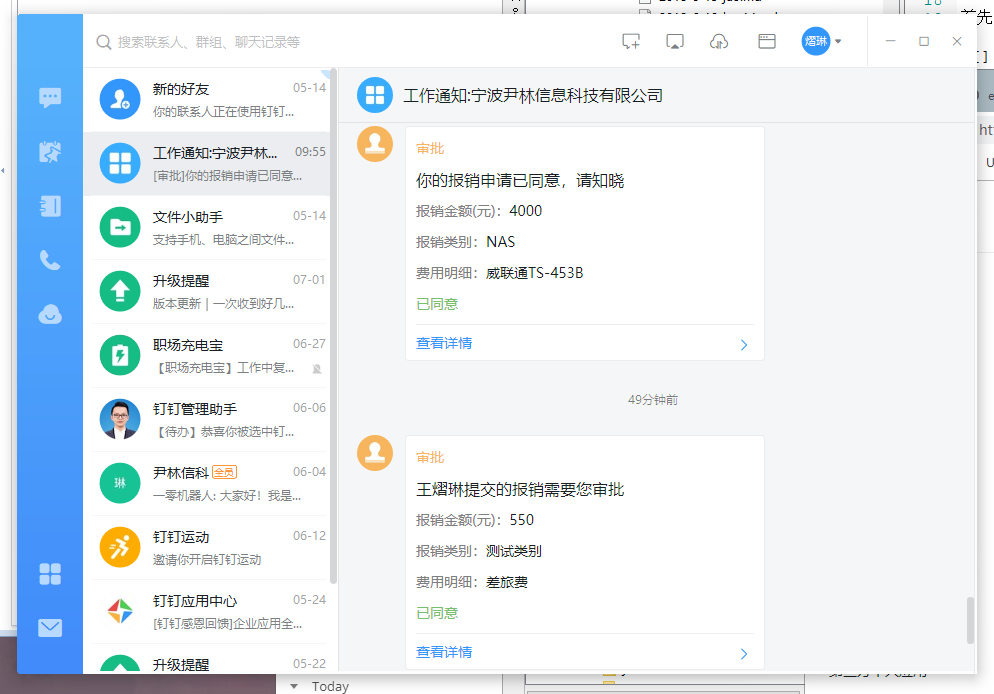 搜索联系人、群组、聊天记录等
熠琳
新的好友 05-14
你的联系人正在使用钉钉...
工作通知:宁波尹林... 09:55
[审批]你的报销申请已同意...
文件小助手 05-14
支持手机、电脑之间文件...
升级提醒 07-01
版本更新｜一次收到好几...
职场充电宝 06-27
【职场充电宝】工作中复...
钉钉管理助手 06-06
【待办】恭喜你被选中钉...
琳
尹林信科 全员 06-04
一零机器人: 大家好！我是...
钉钉运动 06-12
邀请你开启钉钉运动
钉钉应用中心 05-24
[钉钉感恩回馈]企业应用全...
升级提醒 05-22
工作通知:宁波尹林信息科技有限公司
审批
你的报销申请已同意，请知晓
报销金额(元)：4000
报销类别：NAS
费用明细：威联通TS-453B
已同意
查看详情
49分钟前
审批
王熠琳提交的报销需要您审批
报销金额(元)：550
报销类别：测试类别
费用明细：差旅费
已同意
查看详情
首先
Today